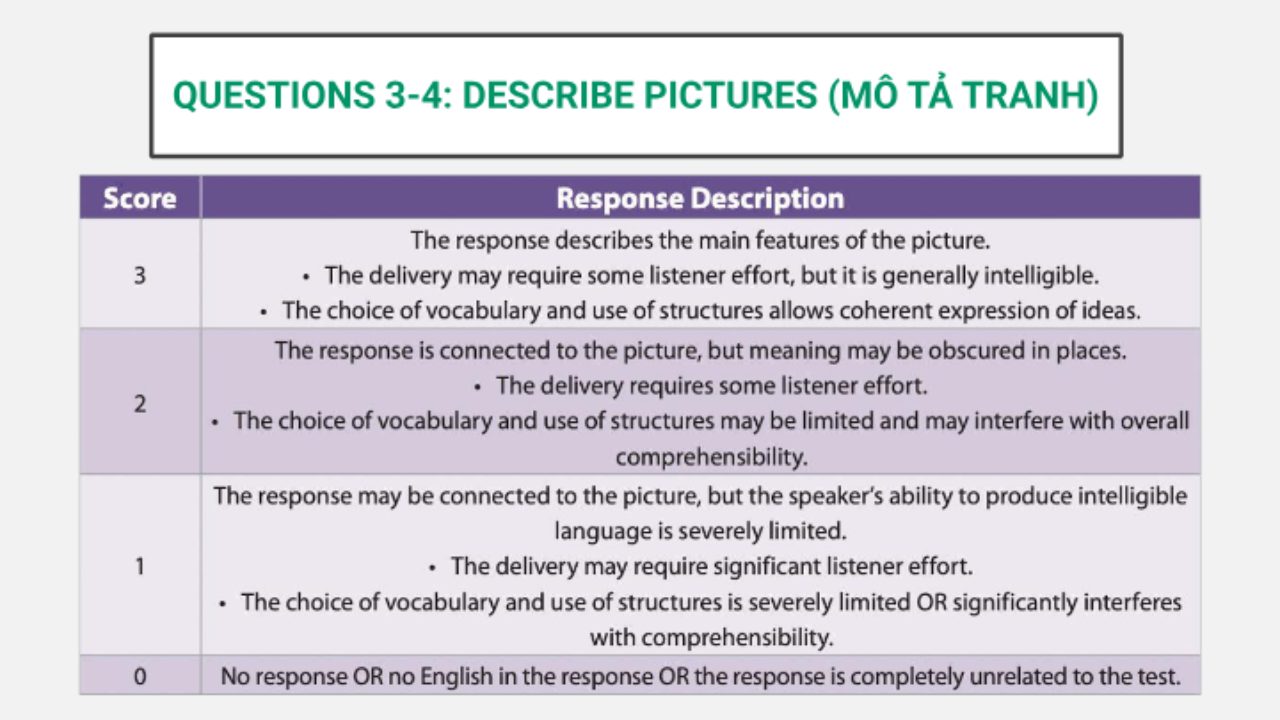 QUESTIONS 3-4: DESCRIBE PICTURES (MÔ TẢ TRANH)
Score Response Description
3
The response describes the main features of the picture.
• The delivery may require some listener effort, but it is generally intelligible.
• The choice of vocabulary and use of structures allows coherent expression of ideas.
2
The response is connected to the picture, but meaning may be obscured in places.
• The delivery requires some listener effort.
• The choice of vocabulary and use of structures may be limited and may interfere with overall
comprehensibility.
1
The response may be connected to the picture, but the speaker's ability to produce intelligible
language is severely limited.
• The delivery may require significant listener effort.
• The choice of vocabulary and use of structures is severely limited OR significantly interferes
with comprehensibility.
0 No response OR no English in the response OR the response is completely unrelated to the test.